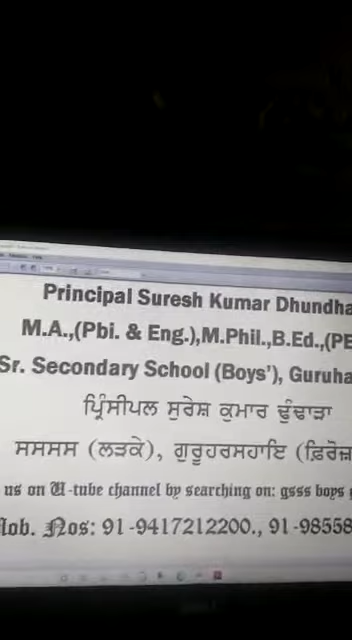 Principal Suresh Kumar Dhundha
M.A.,(Pbi. & Eng.),M.Phil.,B.Ed.,(PE
Sr. Secondary School (Boys'), Guruha
ਪ੍ਰਿੰਸੀਪਲ ਸੁਰੇਸ਼ ਕੁਮਾਰ ਢੁੰਢਾੜਾ
ਸਸਸਸ (ਲੜਕੇ), ਗੁਰੂਹਰਸਹਾਇ (ਫ਼ਿਰੋਜ਼
us on U-tube channel by searching on: gsss boys
Mob. Nos: 91-9417212200., 91-98558